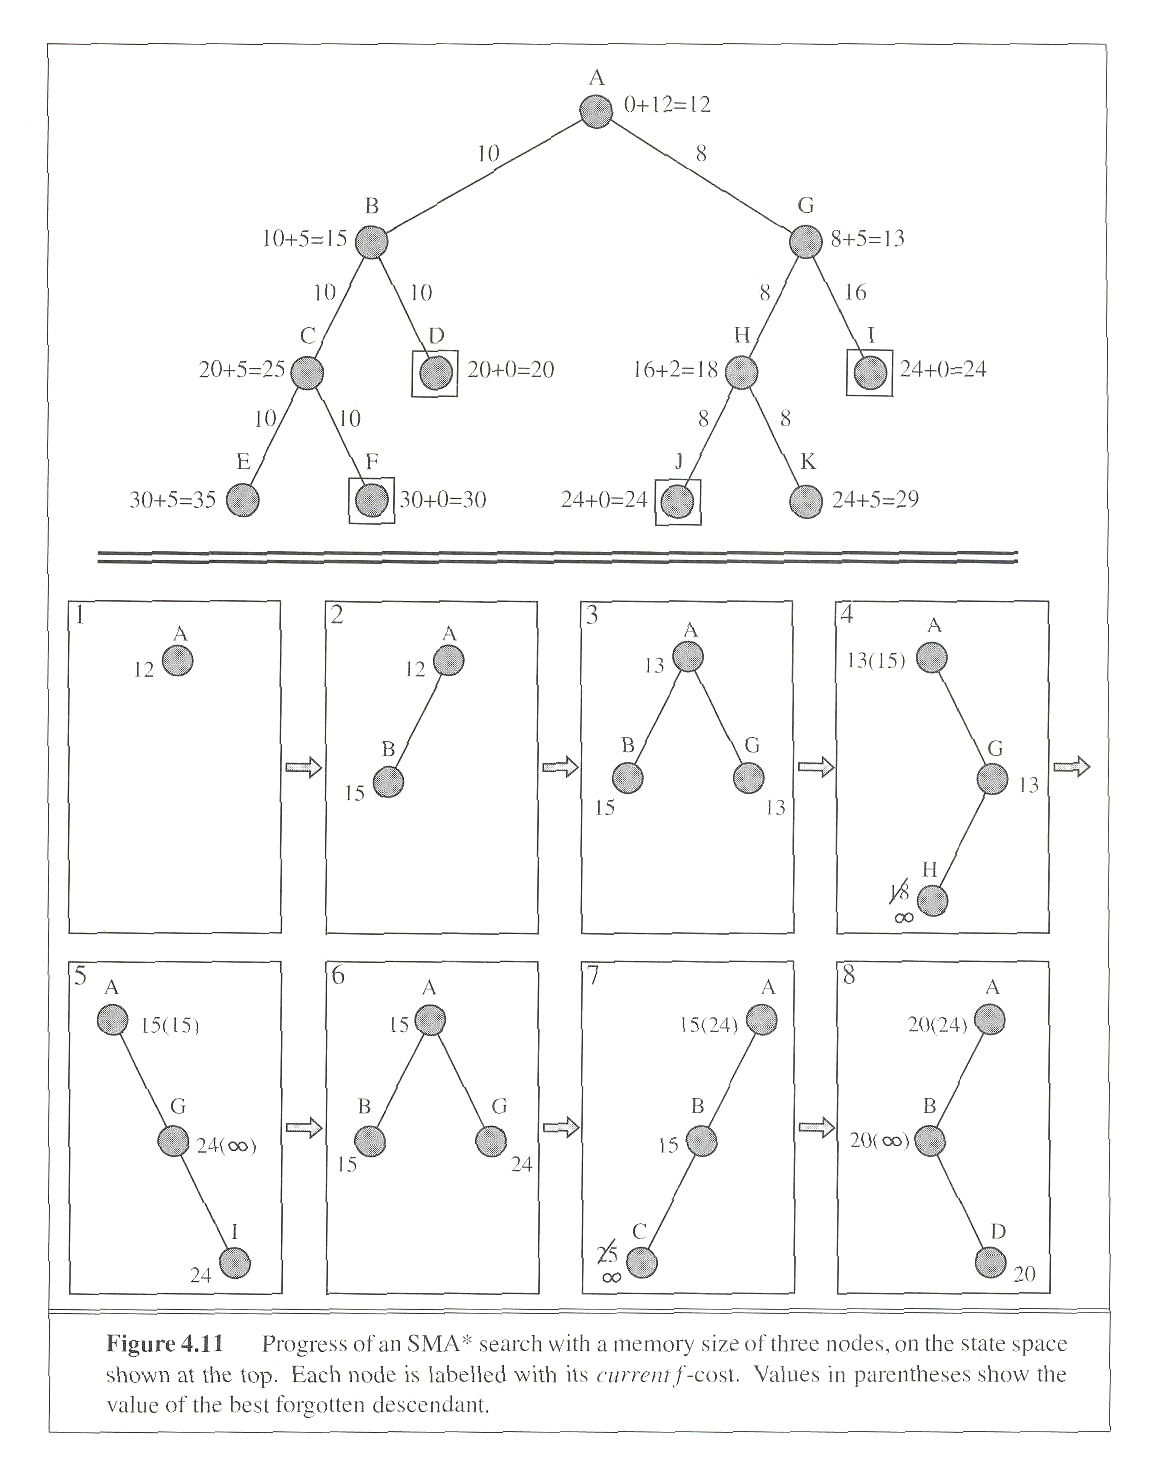 A
0+12=12
10
8
B
G
10+5=15
8+5=13
10
10
8
16
C
D
H
I
20+5=25
20+0=20
16+2=18
24+0=24
10
10
8
8
E
F
J
K
30+5=35
30+0=30
24+0=24
24+5=29
1
A
12
2
A
12
B
15
3
A
13
B
G
15
13
4
A
13(15)
G
13
H
18
∞
5
A
15(15)
G
24(∞)
I
24
6
A
15
B
G
15
24
7
A
15(24)
B
15
C
25
∞
8
A
20(24)
B
20(∞)
D
20
Figure 4.11 Progress of an SMA* search with a memory size of three nodes, on the state space
shown at the top. Each node is labelled with its current f-cost. Values in parentheses show the
value of the best forgotten descendant.